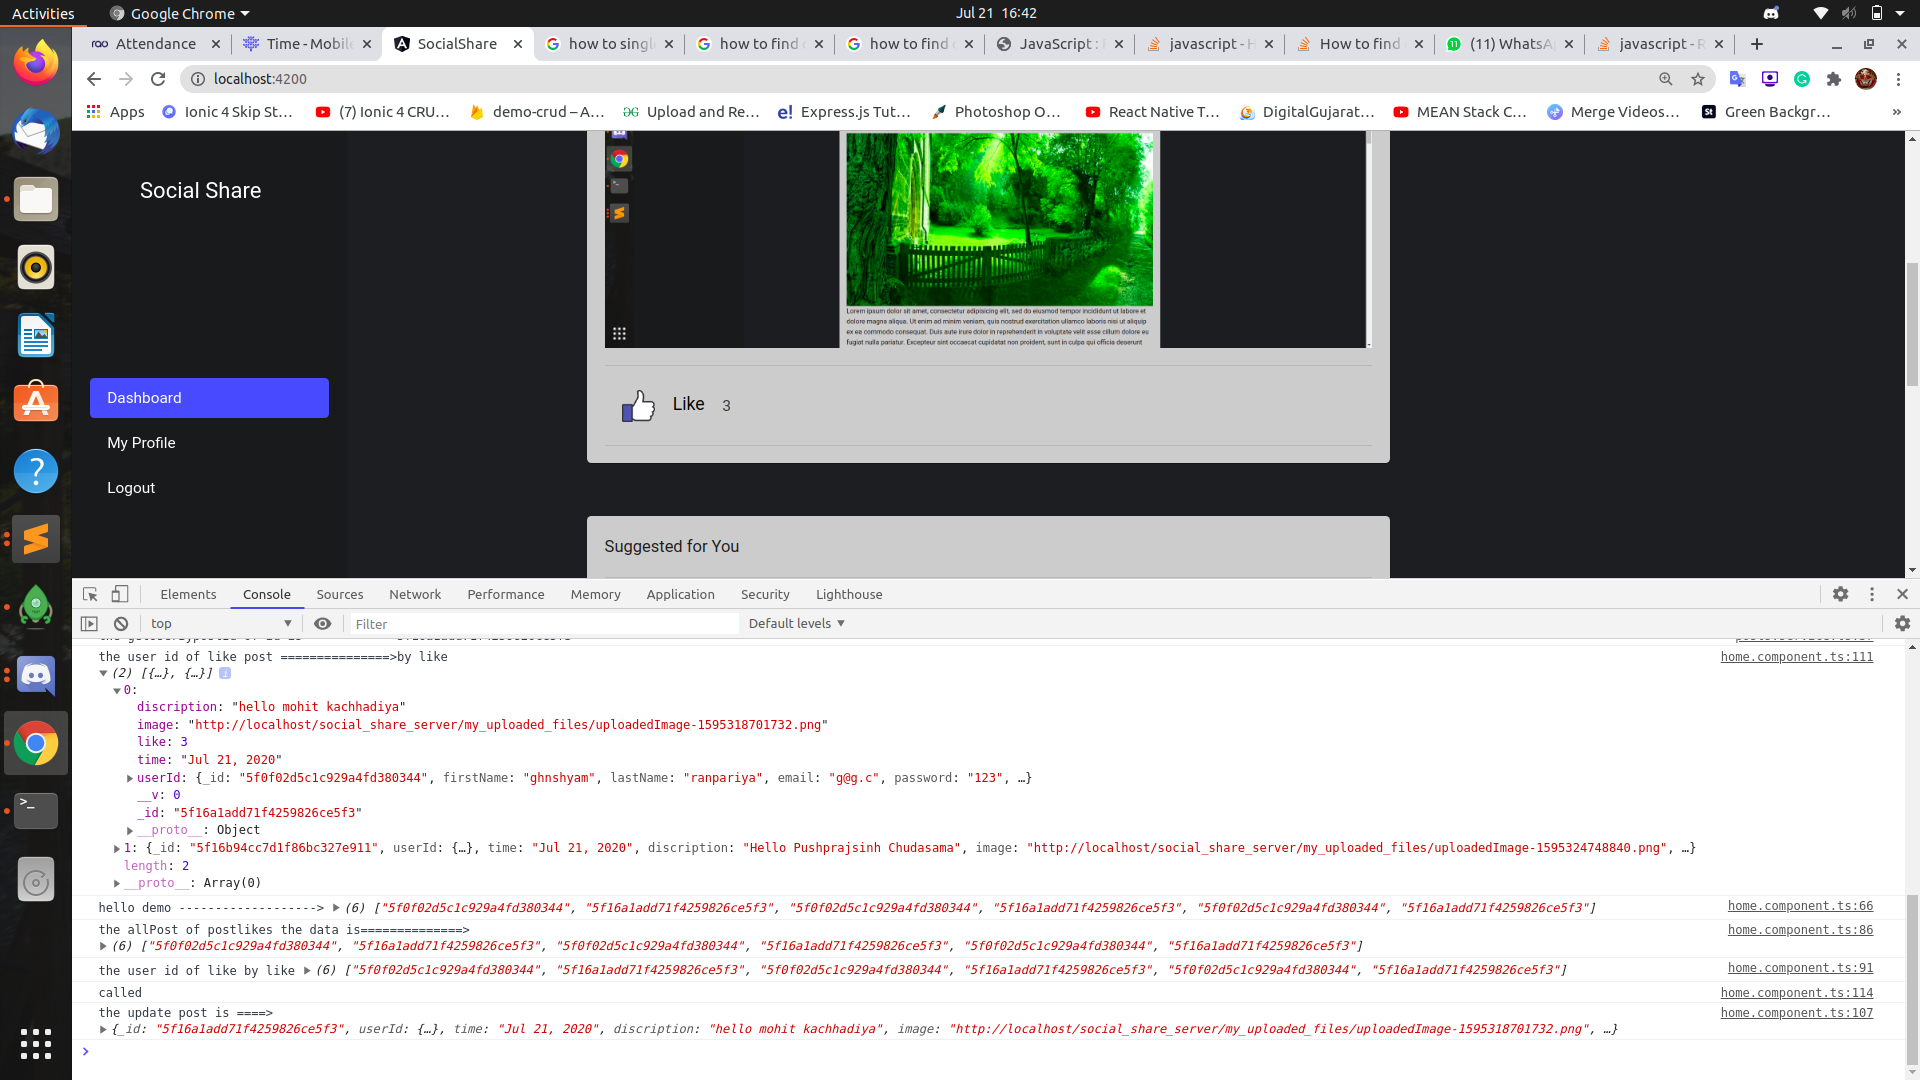 Activities
Google Chrome
Jul 21 16:42
Attendance
Time - Mobile
SocialShare
how to singl
how to find
how to find
JavaScript :
javascript - H
How to find
(11) WhatsA
javascript - R
localhost:4200
Apps
Ionic 4 Skip St...
(7) Ionic 4 CRU...
demo-crud – A...
Upload and Re...
Express.js Tut...
Photoshop O...
React Native T...
DigitalGujarat...
MEAN Stack C...
Merge Videos...
Green Backgr...
Social Share
Dashboard
My Profile
Logout
Lorem ipsum dolor sit amet, consectetur adipisicing elit, sed do eiusmod tempor incididunt ut labore et
dolore magna aliqua. Ut enim ad minim veniam, quis nostrud exercitation ullamco laboris nisi ut aliquip
ex ea commodo consequat. Duis aute irure dolor in reprehenderit in voluptate velit esse cillum dolore eu
fugiat nulla pariatur. Excepteur sint occaecat cupidatat non proident, sunt in culpa qui officia deserunt
Like 3
Suggested for You
Elements Console Sources Network Performance Memory Application Security Lighthouse
top Filter Default levels
the user id of like post ===============>by like home.component.ts:111
(2) [{…}, {…}]
0:
discription: "hello mohit kachhadiya"
image: "http://localhost/social_share_server/my_uploaded_files/uploadedImage-1595318701732.png"
like: 3
time: "Jul 21, 2020"
userId: {_id: "5f0f02d5c1c929a4fd380344", firstName: "ghnshyam", lastName: "ranpariya", email: "g@g.c", password: "123", …}
__v: 0
_id: "5f16a1add71f4259826ce5f3"
__proto__: Object
1: {_id: "5f16b94cc7d1f86bc327e911", userId: {…}, time: "Jul 21, 2020", discription: "Hello Pushprajsinh Chudasama", image: "http://localhost/social_share_server/my_uploaded_files/uploadedImage-1595324748840.png", …}
length: 2
__proto__: Array(0)
hello demo -------------------> (6) ["5f0f02d5c1c929a4fd380344", "5f16a1add71f4259826ce5f3", "5f0f02d5c1c929a4fd380344", "5f16a1add71f4259826ce5f3", "5f0f02d5c1c929a4fd380344", "5f16a1add71f4259826ce5f3"] home.component.ts:66
the allPost of postlikes the data is==============> home.component.ts:86
(6) ["5f0f02d5c1c929a4fd380344", "5f16a1add71f4259826ce5f3", "5f0f02d5c1c929a4fd380344", "5f16a1add71f4259826ce5f3", "5f0f02d5c1c929a4fd380344", "5f16a1add71f4259826ce5f3"]
the user id of like by like (6) ["5f0f02d5c1c929a4fd380344", "5f16a1add71f4259826ce5f3", "5f0f02d5c1c929a4fd380344", "5f16a1add71f4259826ce5f3", "5f0f02d5c1c929a4fd380344", "5f16a1add71f4259826ce5f3"] home.component.ts:91
called home.component.ts:114
the update post is ====> home.component.ts:107
{_id: "5f16a1add71f4259826ce5f3", userId: {…}, time: "Jul 21, 2020", discription: "hello mohit kachhadiya", image: "http://localhost/social_share_server/my_uploaded_files/uploadedImage-1595318701732.png", …}